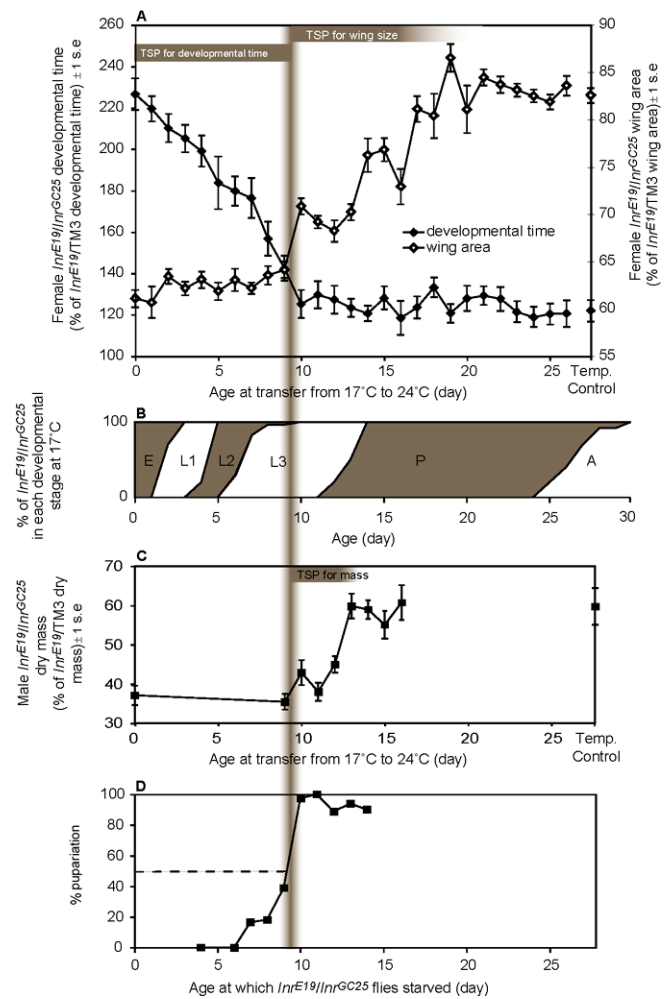 A
TSP for wing size
TSP for developmental time
260
240
220
200
180
160
140
120
100
90
85
80
75
70
65
60
55
Female InrE19/InrGC25 developmental time
(% of InrE19/TM3 developmental time) ± 1 s.e
Female InrE19/InrGC25 wing area
(% of InrE19/TM3 wing area)± 1 s.e
developmental time
wing area
0 5 10 15 20 25 Temp.
Control
Age at transfer from 17°C to 24°C (day)
B
% of InrE19/InrGC25
in each developmental
stage at 17°C
100
0
E L1 L2 L3 P A
0 5 10 15 20 25 30
Age (day)
C
TSP for mass
Male InrE19/InrGC25
dry mass
(% of InrE19/TM3 dry
mass)± 1 s.e
70
60
50
40
30
0 5 10 15 20 25 Temp.
Control
Age at transfer from 17°C to 24°C (day)
D
% pupariation
100
80
60
40
20
0
0 5 10 15 20 25
Age at which InrE19/InrGC25 flies starved (day)